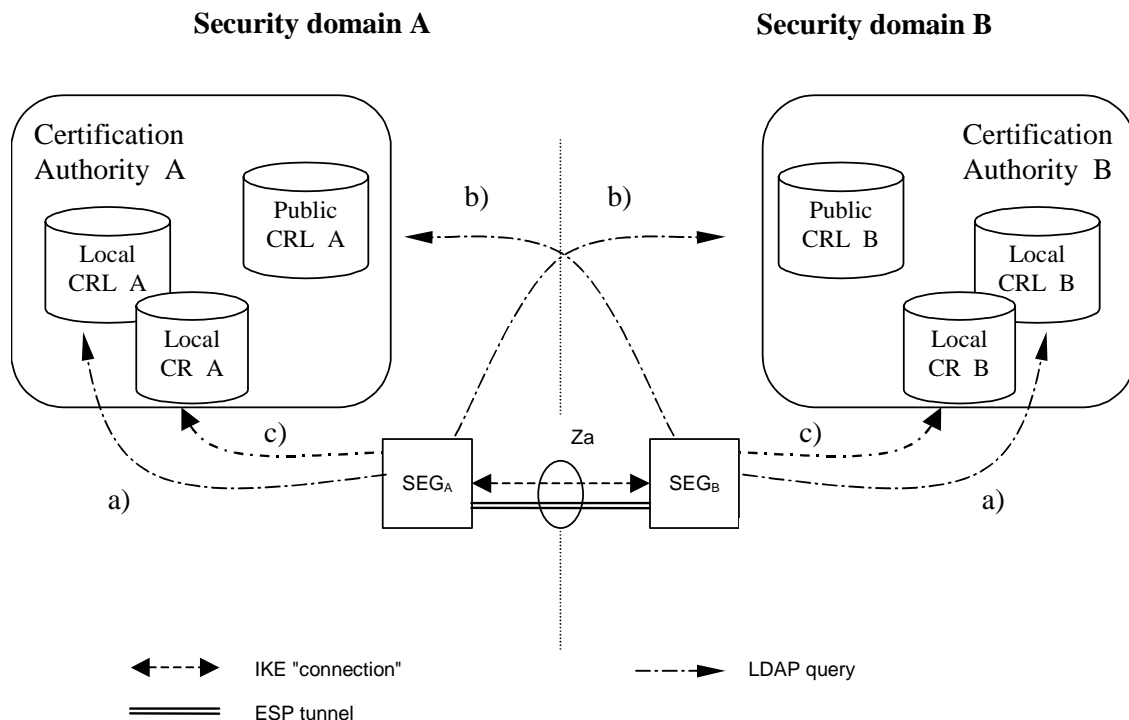 Security domain A
Security domain B
Certification
Authority A
Public
CRL A
Local
CRL A
Local
CR A
b)
b)
Certification
Authority B
Public
CRL B
Local
CRL B
Local
CR B
c)
a)
Za
c)
a)
SEGA
SEGB
IKE "connection"
LDAP query
ESP tunnel